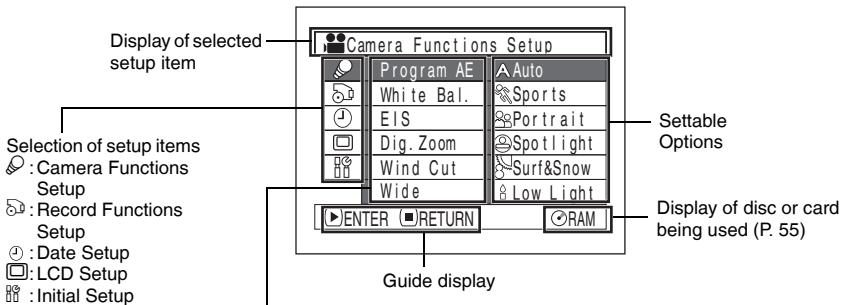 Display of selected
setup item
Camera Functions Setup
Program AE
White Bal.
EIS
Dig. Zoom
Wind Cut
Wide
A Auto
Sports
Portrait
Spotlight
Surf&Snow
Low Light
ENTER RETURN
RAM
Settable
Options
Display of disc or card
being used (P. 55)
Guide display
Selection of setup items
: Camera Functions
Setup
: Record Functions
Setup
: Date Setup
: LCD Setup
: Initial Setup